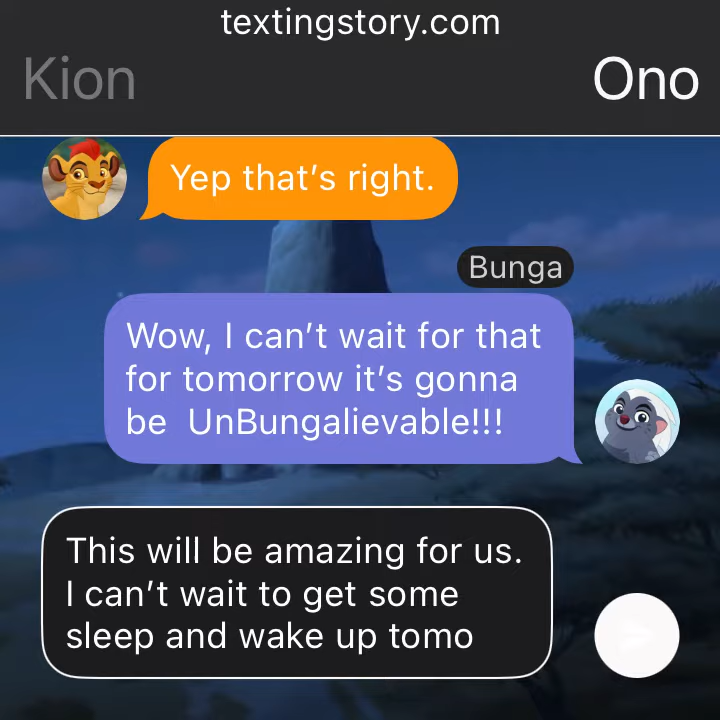 textingstory.com
Kion
Ono
Yep that’s right.
Bunga
Wow, I can’t wait for that
for tomorrow it’s gonna
be  UnBungalievable!!!
This will be amazing for us.
I can’t wait to get some
sleep and wake up tomo